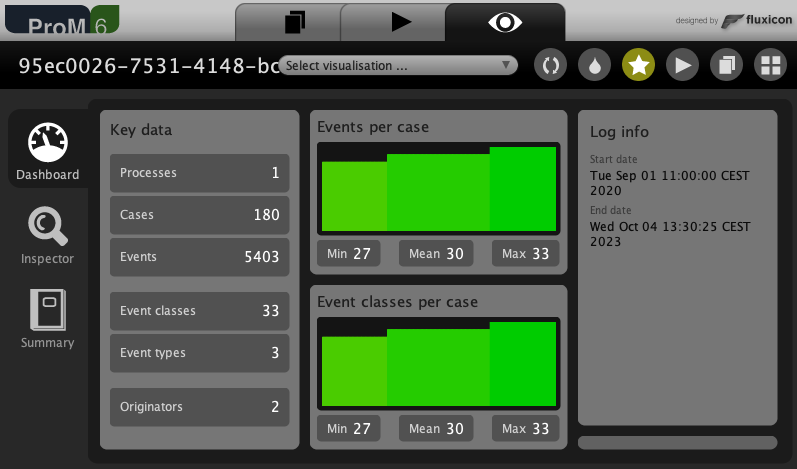 ProM 6
designed by fluxicon
95ec0026-7531-4148-bc
Select visualisation ...
Dashboard
Inspector
Summary
Key data
Processes 1
Cases 180
Events 5403
Event classes 33
Event types 3
Originators 2
Events per case
Min 27 Mean 30 Max 33
Event classes per case
Min 27 Mean 30 Max 33
Log info
Start date
Tue Sep 01 11:00:00 CEST
2020
End date
Wed Oct 04 13:30:25 CEST
2023